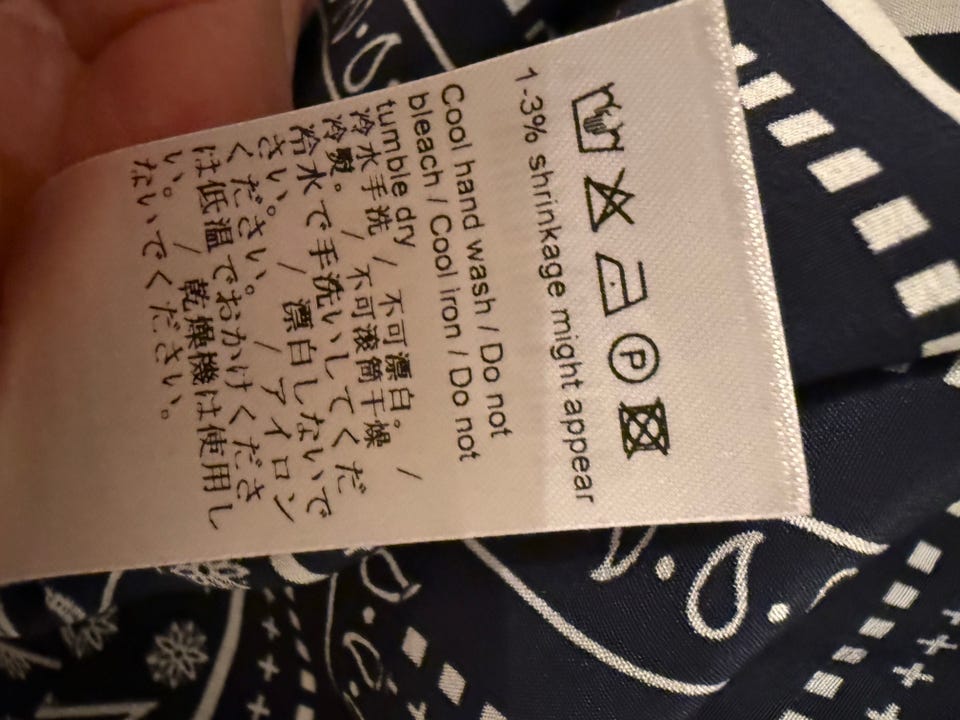 P
1-3% shrinkage might appear
Cool hand wash / Do not
bleach / Cool iron / Do not
tumble dry
冷水手洗 / 不可漂白。 /
冷熨。 / 不可滚筒干燥
冷水で手洗いしてくだ
さい。 / 漂白しないで
ください。 / アイロン
は低温でおかけくださ
い。 / 乾燥機は使用し
ないでください。